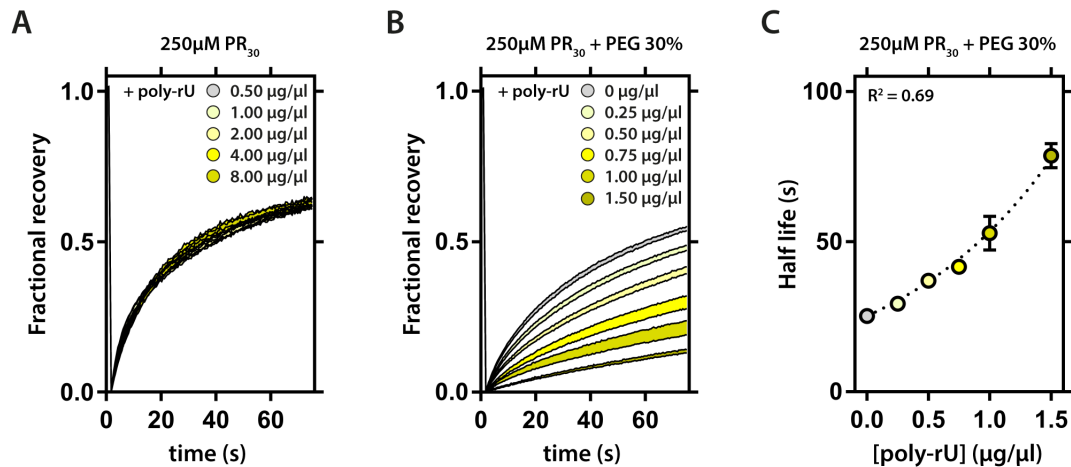 A
250μM PR30
+ poly-rU
0.50 μg/μl
1.00 μg/μl
2.00 μg/μl
4.00 μg/μl
8.00 μg/μl
1.0
0.5
0.0
Fractional recovery
0 20 40 60
time (s)
B
250μM PR30 + PEG 30%
+ poly-rU
0 μg/μl
0.25 μg/μl
0.50 μg/μl
0.75 μg/μl
1.00 μg/μl
1.50 μg/μl
1.0
0.5
0.0
Fractional recovery
0 20 40 60
time (s)
C
250μM PR30 + PEG 30%
R2 = 0.69
100
50
0
Half life (s)
0.0 0.5 1.0 1.5
[poly-rU] (μg/μl)